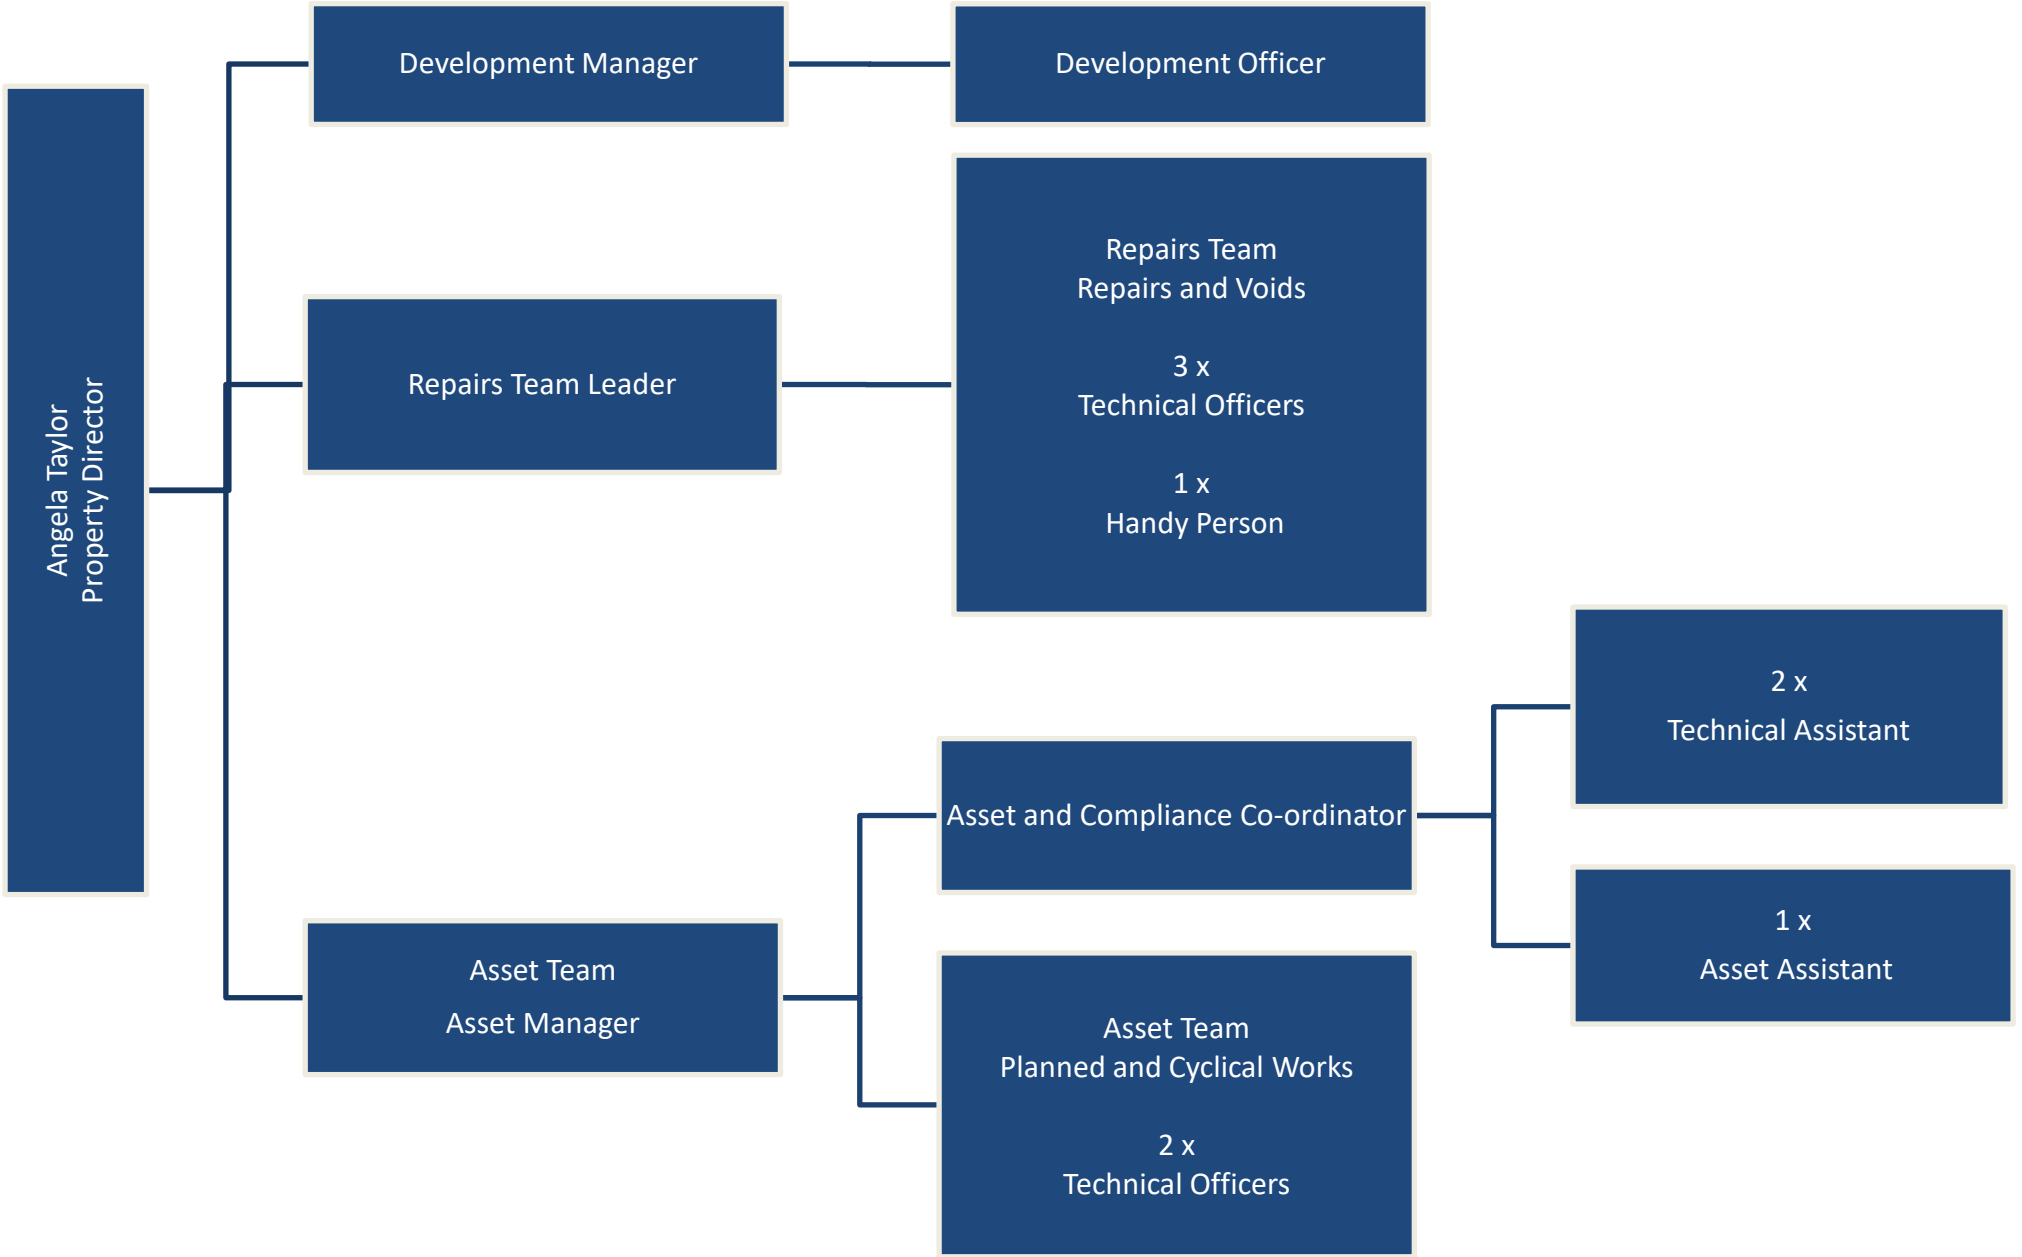 Angela Taylor
Property Director
Development Manager
Development Officer
Repairs Team Leader
Repairs Team
Repairs and Voids
3 x
Technical Officers
1 x
Handy Person
Asset Team
Asset Manager
Asset and Compliance Co-ordinator
2 x
Technical Assistant
1 x
Asset Assistant
Asset Team
Planned and Cyclical Works
2 x
Technical Officers